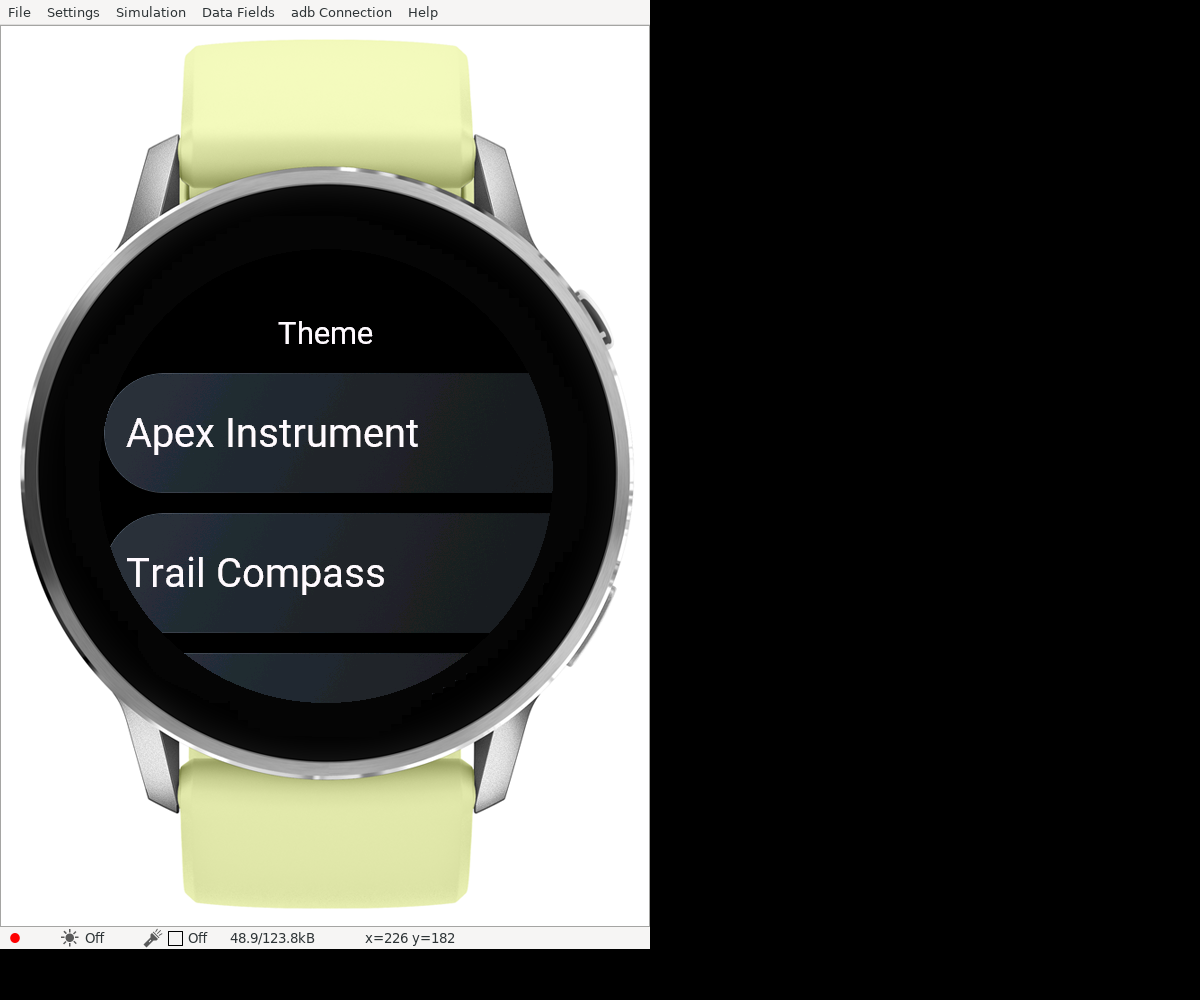 File Settings Simulation Data Fields adb Connection Help
Theme
Apex Instrument
Trail Compass
Off Off 48.9/123.8kB x=226 y=182